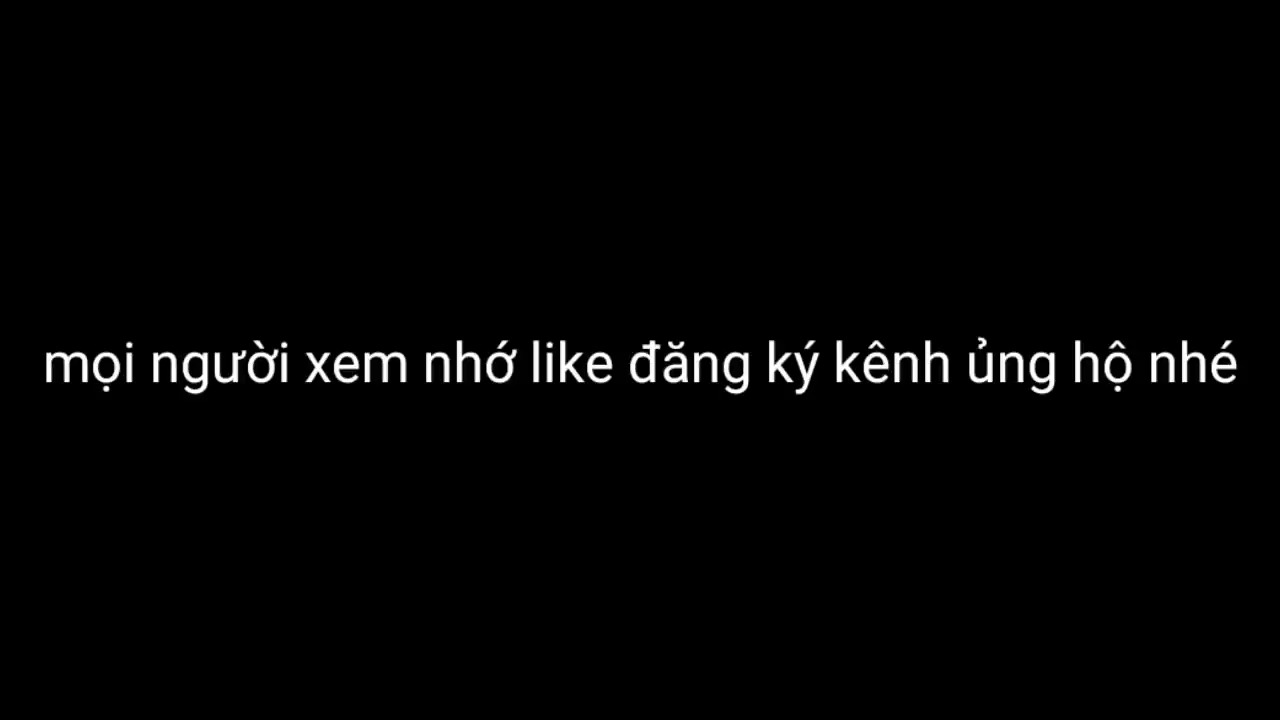 mọi người xem nhớ like đăng ký kênh ủng hộ nhé